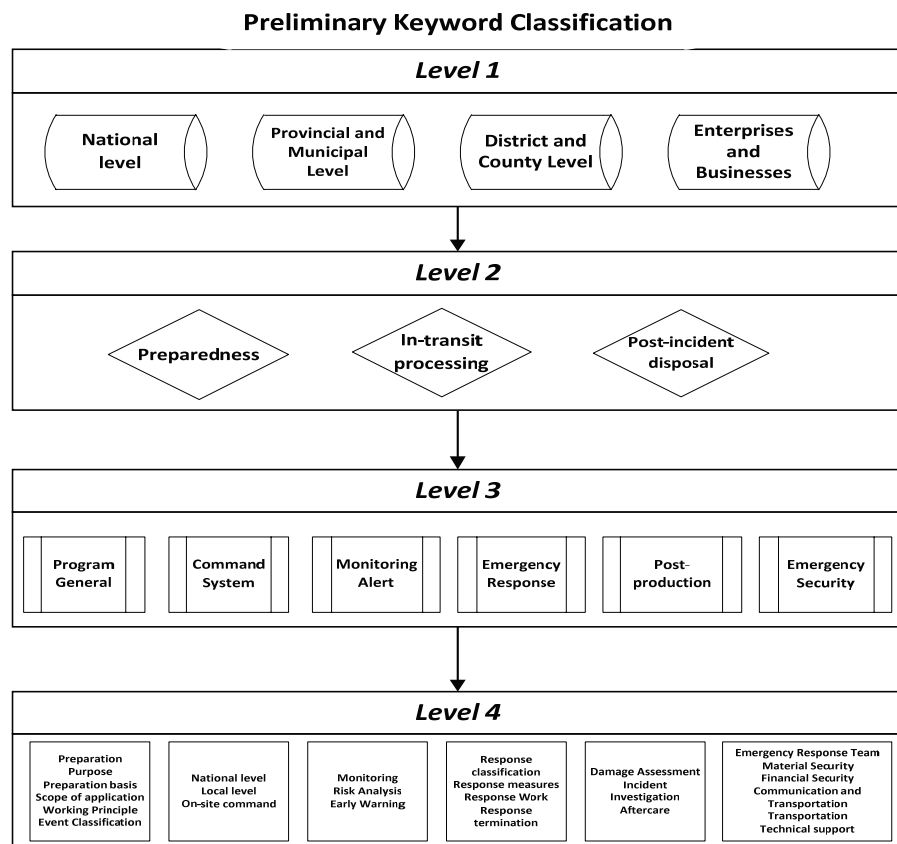 Preliminary Keyword Classification
Level 1
National
level
Provincial and
Municipal
Level
District and
County Level
Enterprises
and
Businesses
Level 2
Preparedness
In-transit
processing
Post-incident
disposal
Level 3
Program
General
Command
System
Monitoring
Alert
Emergency
Response
Post-
production
Emergency
Security
Level 4
Preparation
Purpose
Preparation basis
Scope of application
Working Principle
Event Classification
National level
Local level
On-site command
Monitoring
Risk Analysis
Early Warning
Response
classification
Response measures
Response Work
Response
termination
Damage Assessment
Incident
Investigation
Aftercare
Emergency Response Team
Material Security
Financial Security
Communication and
Transportation
Transportation
Technical support